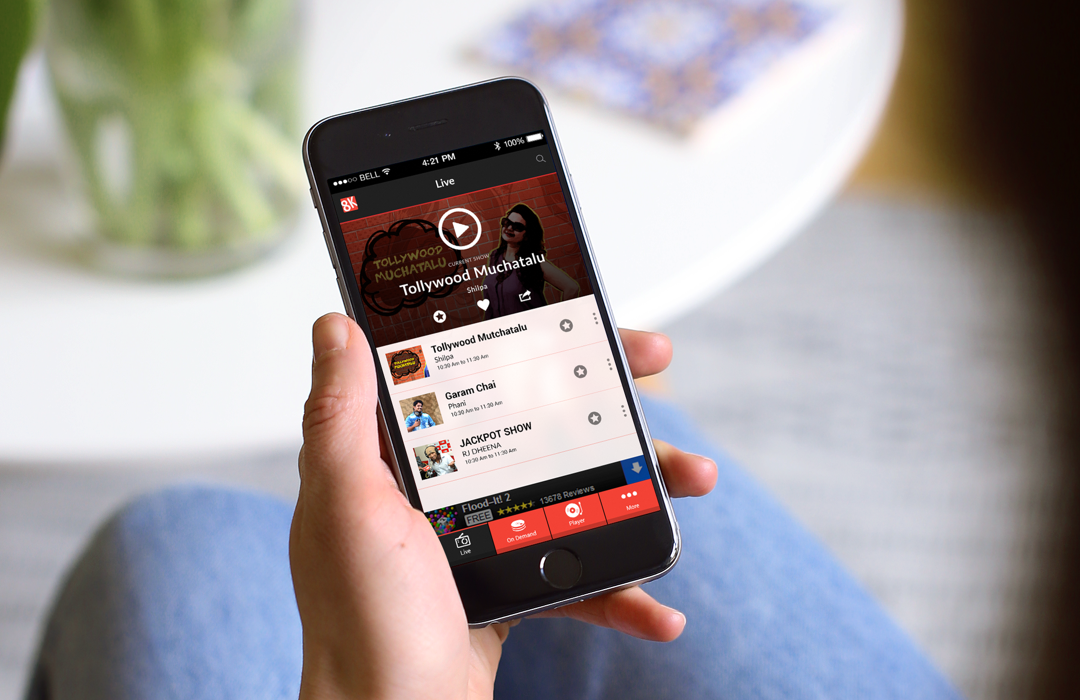 BELL
4:21 PM
100%
Live
8K
TOLLYWOOD
MUCHATALU
CURRENT SHOW
Tollywood Muchatalu
Shilpa
Tollywood Mutchatalu
Shilpa
10:30 Am to 11:30 Am
Garam Chai
Phani
10:30 Am to 11:30 Am
JACKPOT SHOW
RJ DHEENA
10:30 Am to 11:30 Am
Flood-It! 2
FREE
13678 Reviews
Live
On Demand
Player
More